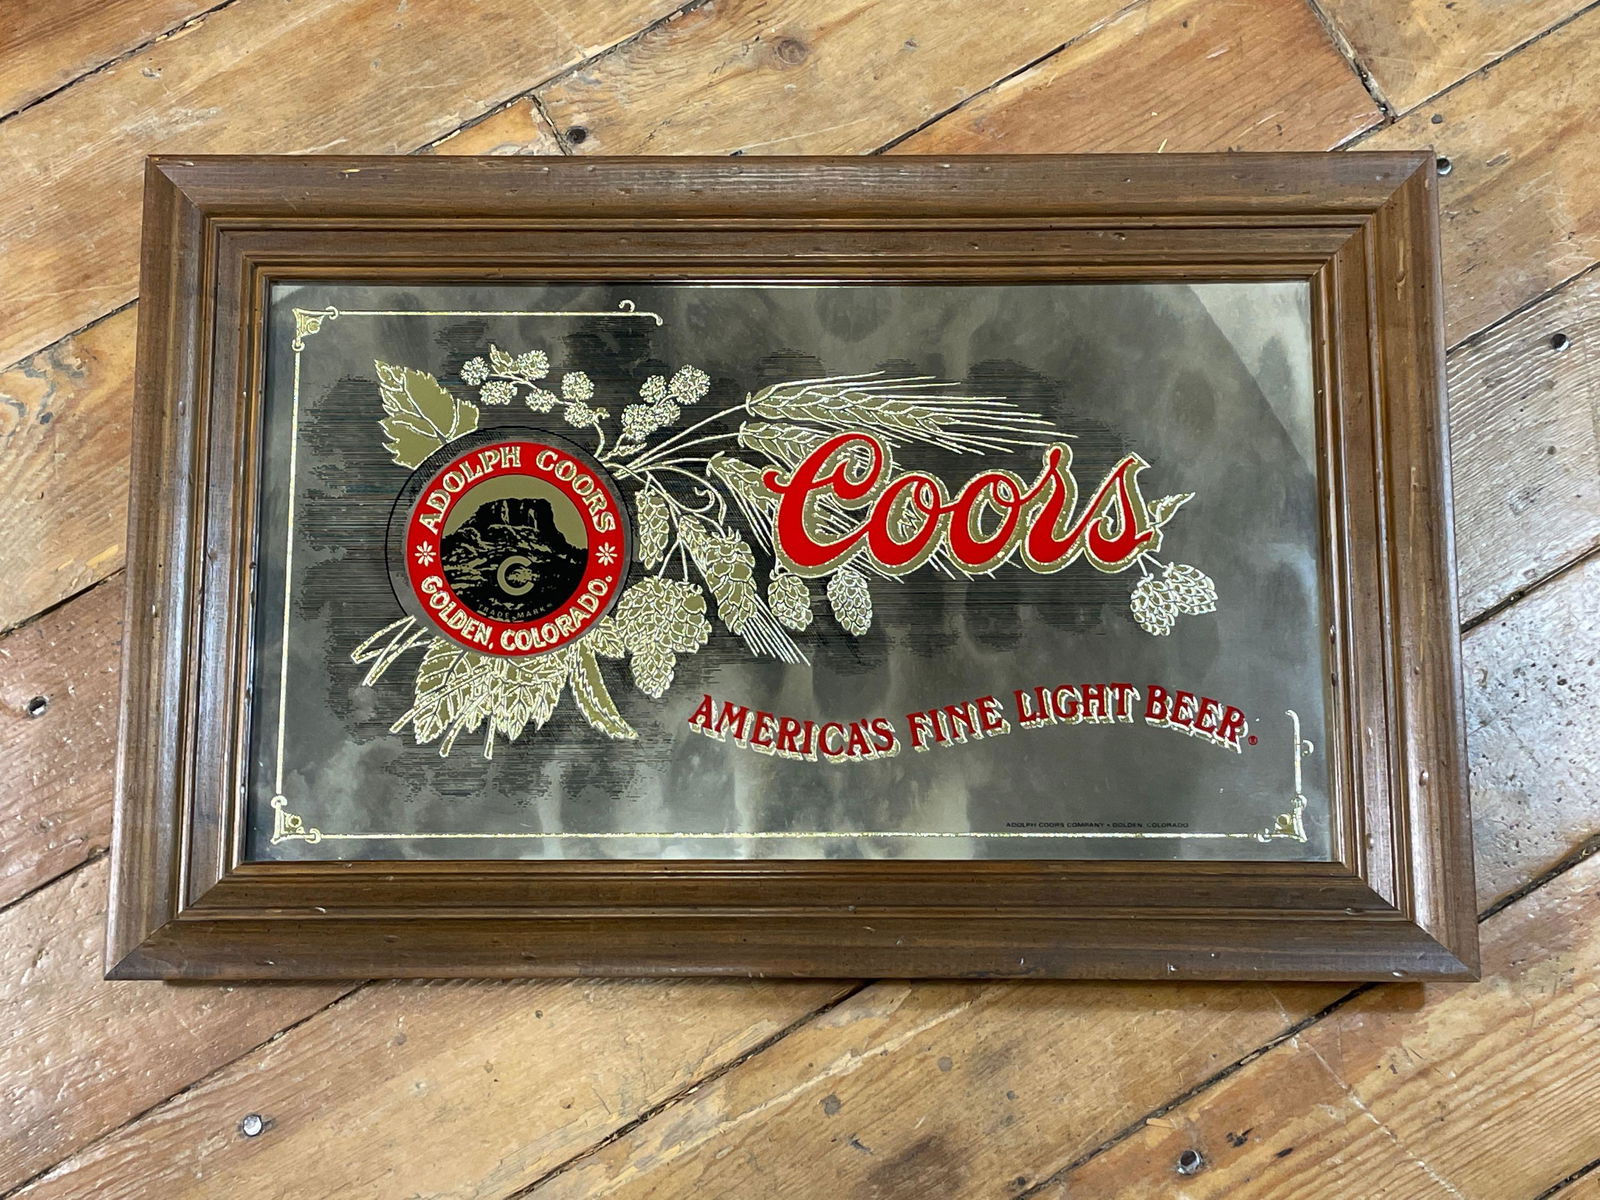 ADOLPH COORS
GOLDEN, COLORADO.
C
TRADE MARK
Coors
AMERICA'S FINE LIGHT BEER.®
ADOLPH COORS COMPANY • GOLDEN, COLORADO